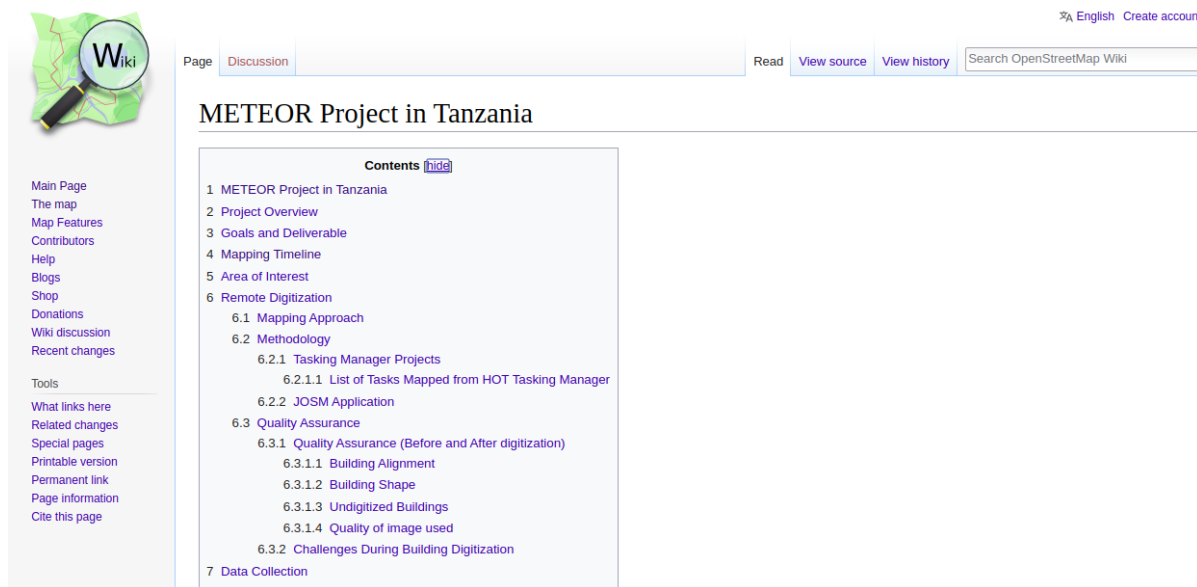 Wiki
English Create accoun
Page Discussion Read View source View history Search OpenStreetMap Wiki
METEOR Project in Tanzania
Main Page
The map
Map Features
Contributors
Help
Blogs
Shop
Donations
Wiki discussion
Recent changes
Tools
What links here
Related changes
Special pages
Printable version
Permanent link
Page information
Cite this page
Contents [hide]
1 METEOR Project in Tanzania
2 Project Overview
3 Goals and Deliverable
4 Mapping Timeline
5 Area of Interest
6 Remote Digitization
6.1 Mapping Approach
6.2 Methodology
6.2.1 Tasking Manager Projects
6.2.1.1 List of Tasks Mapped from HOT Tasking Manager
6.2.2 JOSM Application
6.3 Quality Assurance
6.3.1 Quality Assurance (Before and After digitization)
6.3.1.1 Building Alignment
6.3.1.2 Building Shape
6.3.1.3 Undigitized Buildings
6.3.1.4 Quality of image used
6.3.2 Challenges During Building Digitization
7 Data Collection